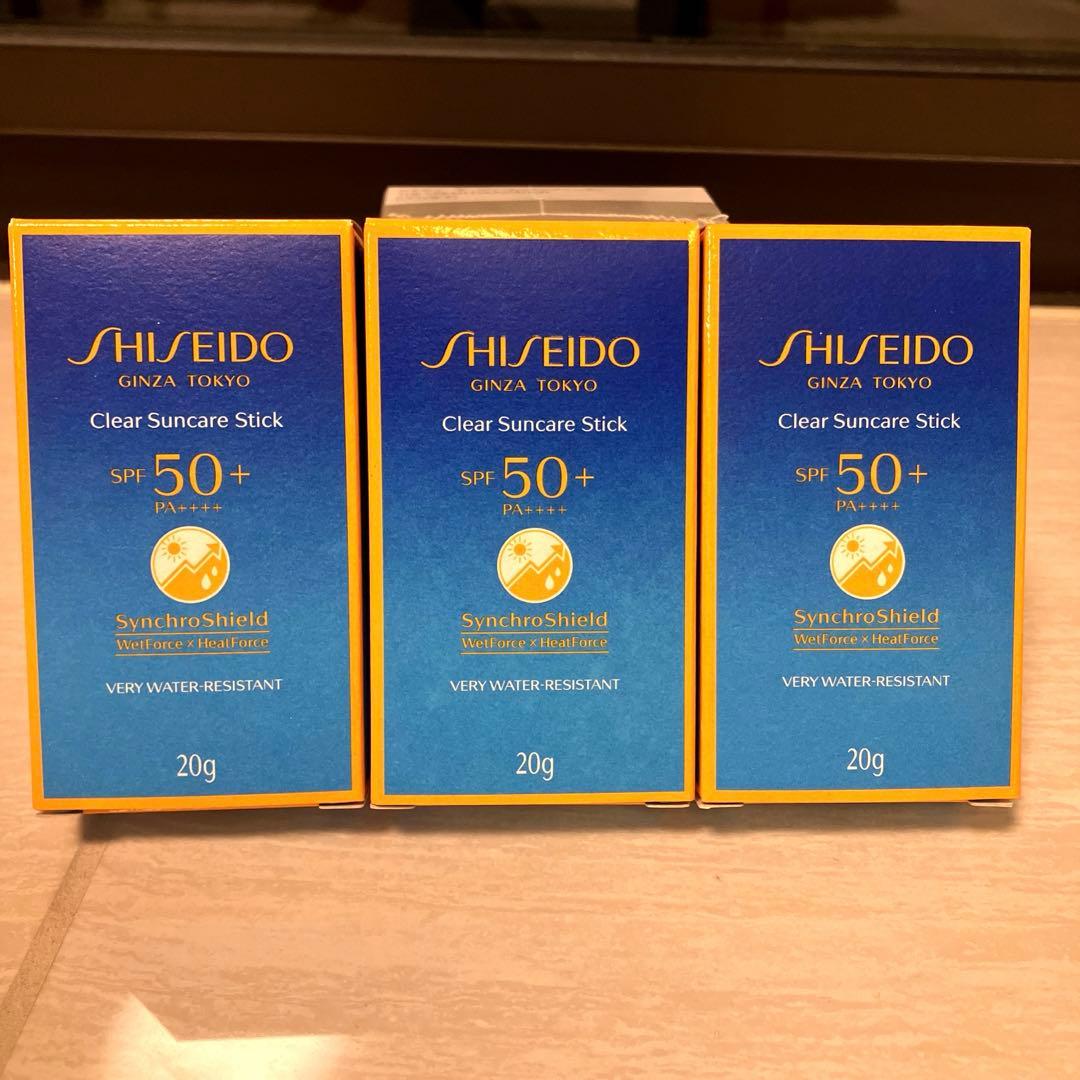 SHISEIDO
GINZA TOKYO
Clear Suncare Stick
SPF 50+
PA++++
SynchroShield
WetForce × HeatForce
VERY WATER-RESISTANT
20g
SHISEIDO
GINZA TOKYO
Clear Suncare Stick
SPF 50+
PA++++
SynchroShield
WetForce × HeatForce
VERY WATER-RESISTANT
20g
SHISEIDO
GINZA TOKYO
Clear Suncare Stick
SPF 50+
PA++++
SynchroShield
WetForce × HeatForce
VERY WATER-RESISTANT
20g